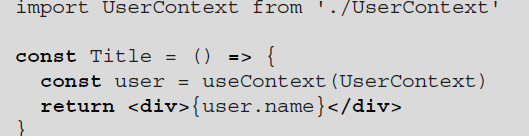 import UserContext from './UserContext'
const Title = () => {
  const user = useContext(UserContext)
  return <div>{user.name}</div>
}